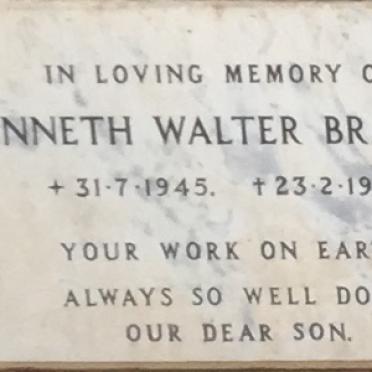 IN LOVING MEMORY O
NNETH WALTER BR
+ 31·7·1945. † 23·2·19
YOUR WORK ON EAR
ALWAYS SO WELL DO
OUR DEAR SON.